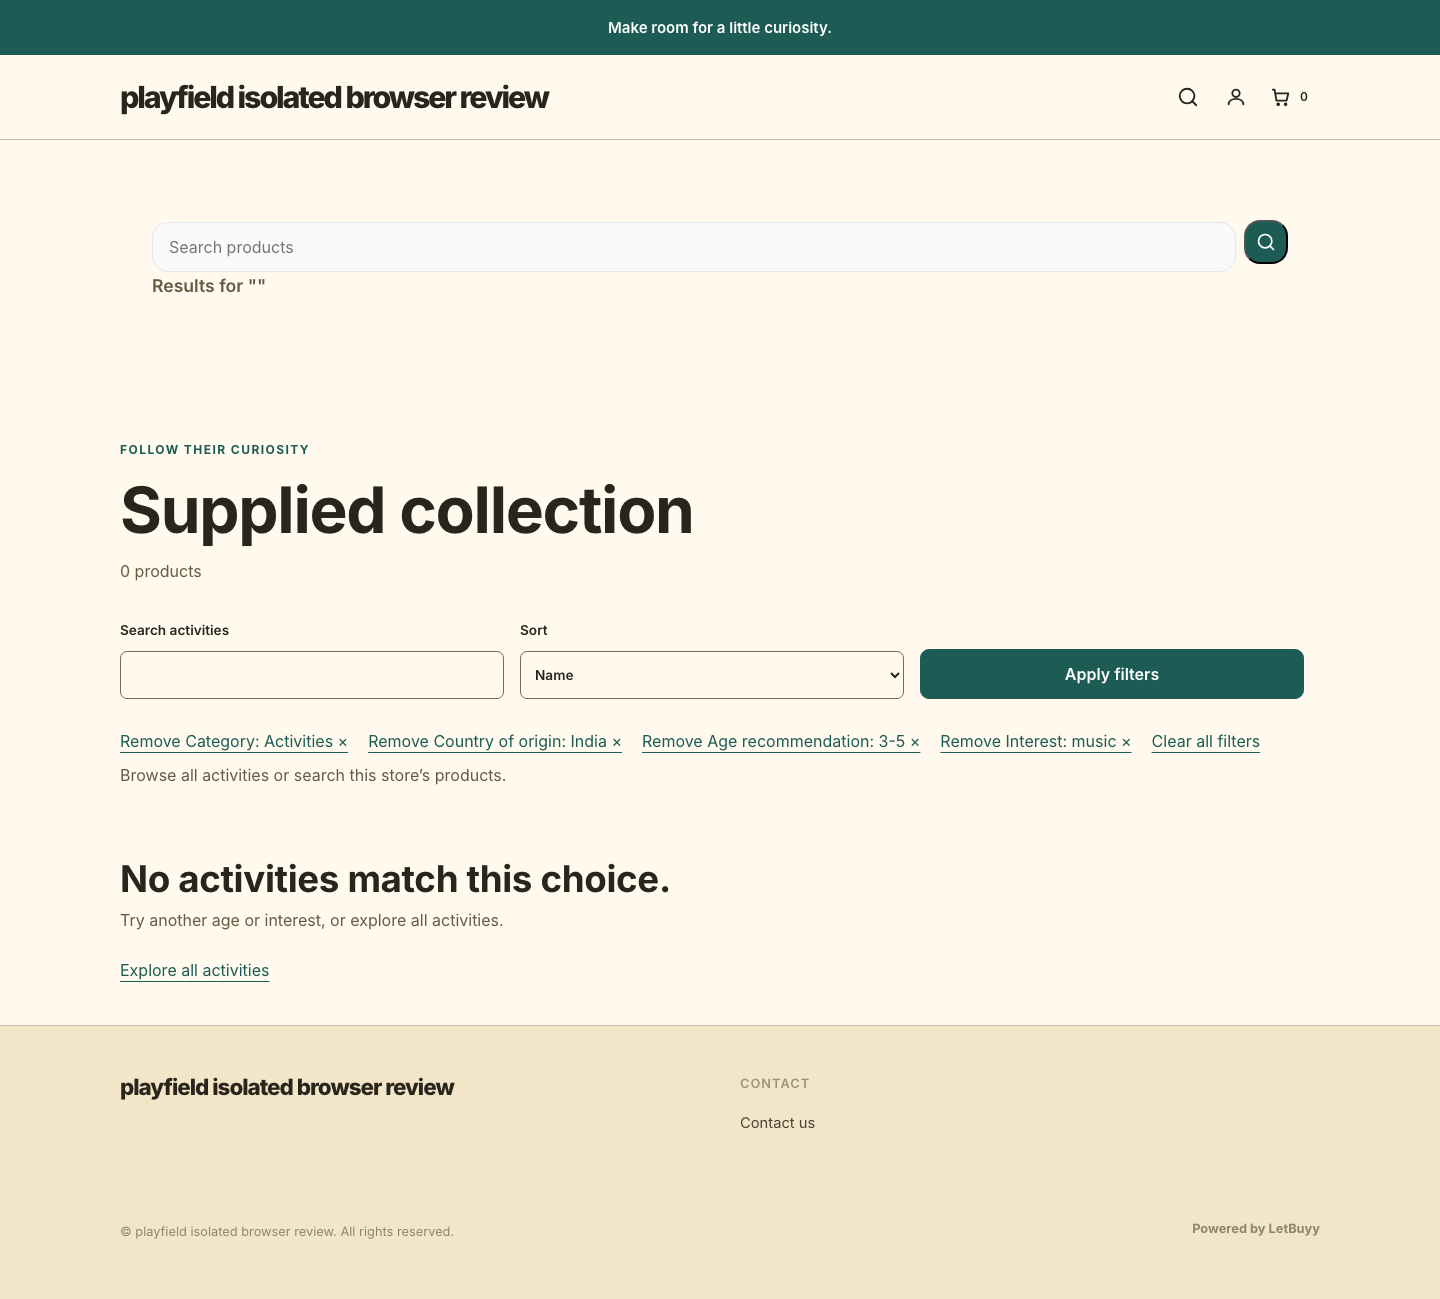 Make room for a little curiosity.
playfield isolated browser review
0
Search products
Results for ""
FOLLOW THEIR CURIOSITY
Supplied collection
0 products
Search activities
Sort
Name
Apply filters
Remove Category: Activities × Remove Country of origin: India × Remove Age recommendation: 3-5 × Remove Interest: music × Clear all filters
Browse all activities or search this store’s products.
No activities match this choice.
Try another age or interest, or explore all activities.
Explore all activities
playfield isolated browser review
CONTACT
Contact us
© playfield isolated browser review. All rights reserved.
Powered by LetBuyy